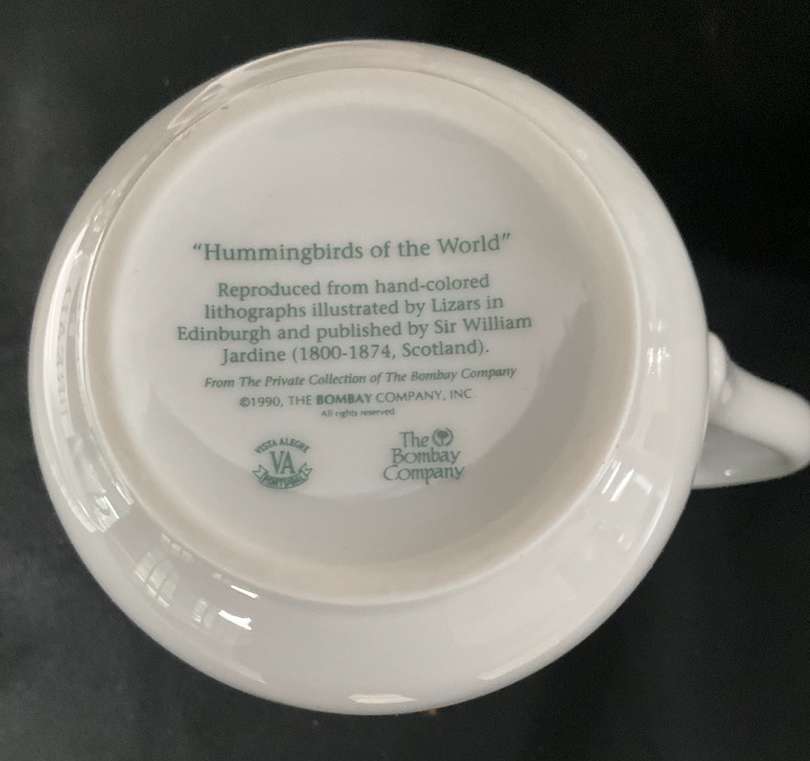 “Hummingbirds of the World”
Reproduced from hand-colored
lithographs illustrated by Lizars in
Edinburgh and published by Sir William
Jardine (1800-1874, Scotland).
From The Private Collection of The Bombay Company
©1990, THE BOMBAY COMPANY, INC.
All rights reserved
VISTA ALEGRE
VA
PORTUGAL
The
Bombay
Company